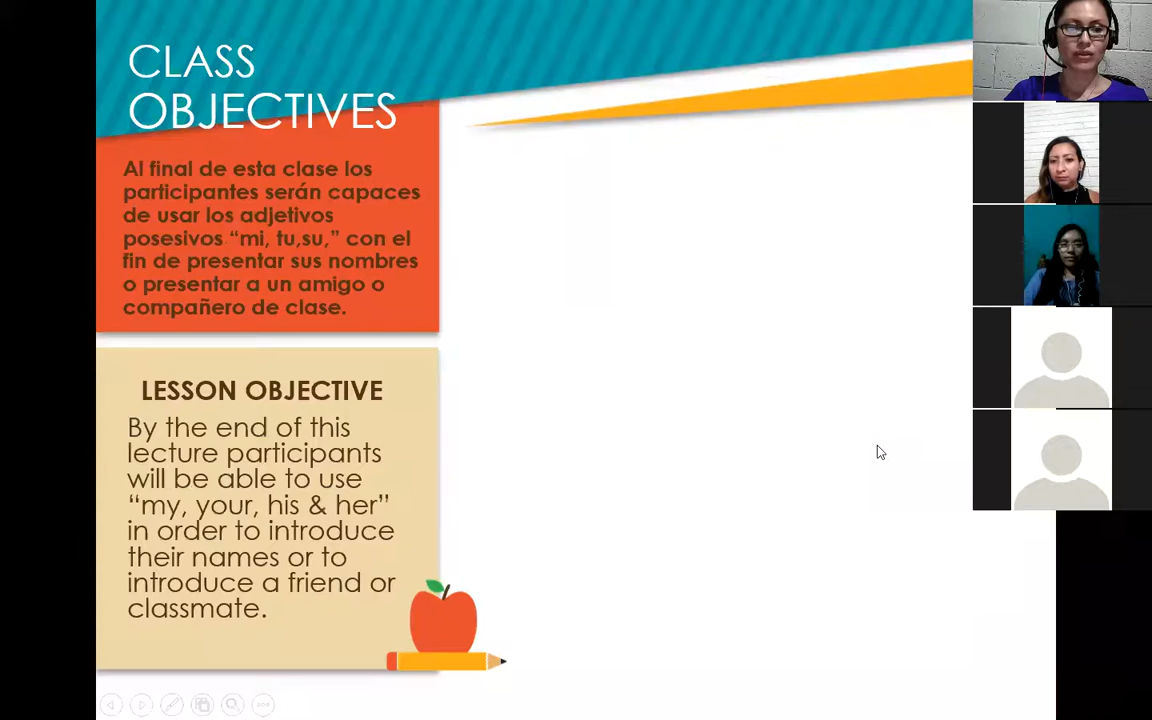 CLASS
OBJECTIVES
Al final de esta clase los
participantes serán capaces
de usar los adjetivos
posesivos “mi, tu,su,” con el
fin de presentar sus nombres
o presentar a un amigo o
compañero de clase.
LESSON OBJECTIVE
By the end of this
lecture participants
will be able to use
“my, your, his & her”
in order to introduce
their names or to
introduce a friend or
classmate.